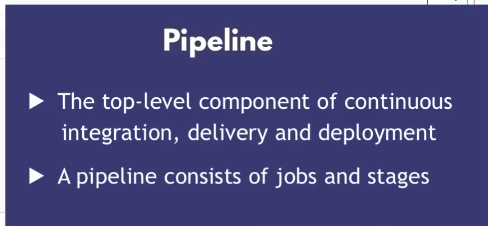 Pipeline
▶ The top-level component of continuous
integration, delivery and deployment
▶ A pipeline consists of jobs and stages